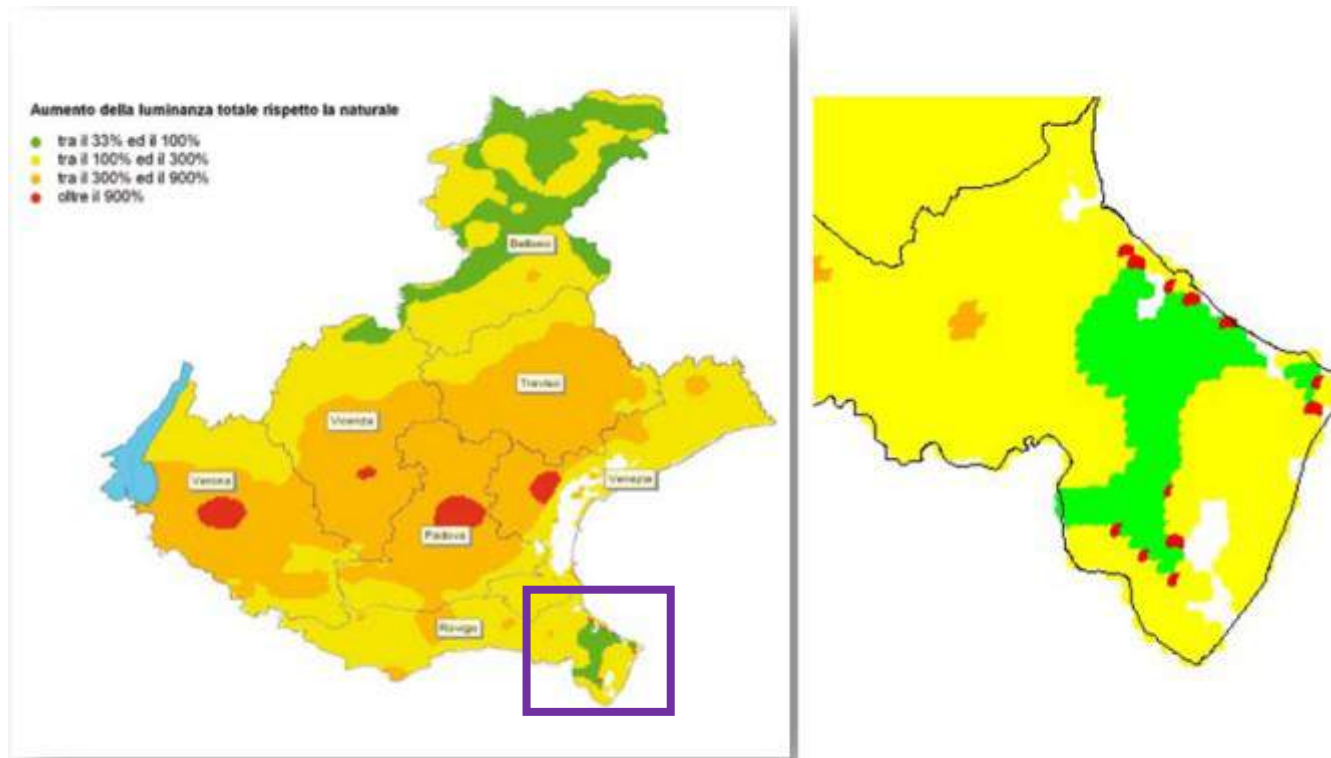 Aumento della luminanza totale rispetto la naturale
tra il 33% ed il 100%
tra il 100% ed il 300%
tra il 300% ed il 900%
oltre il 900%
Belluno
Treviso
Vicenza
Verona
Venezia
Padova
Rovigo